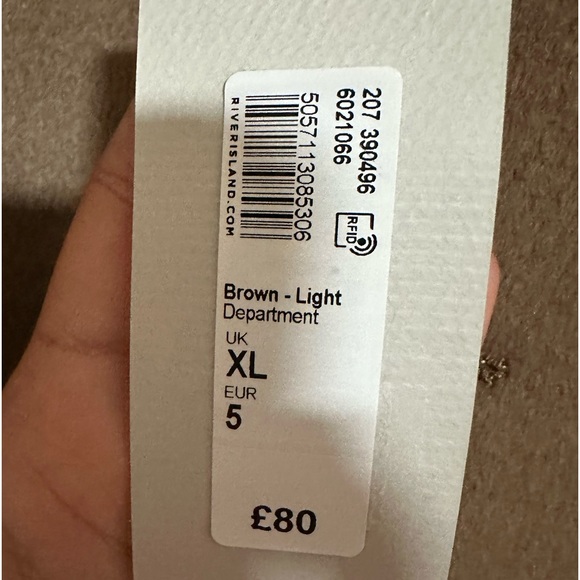 207 390496
6021066
RFID
5057113085306
RIVERISLAND.COM
Brown - Light
Department
UK
XL
EUR
5
£80